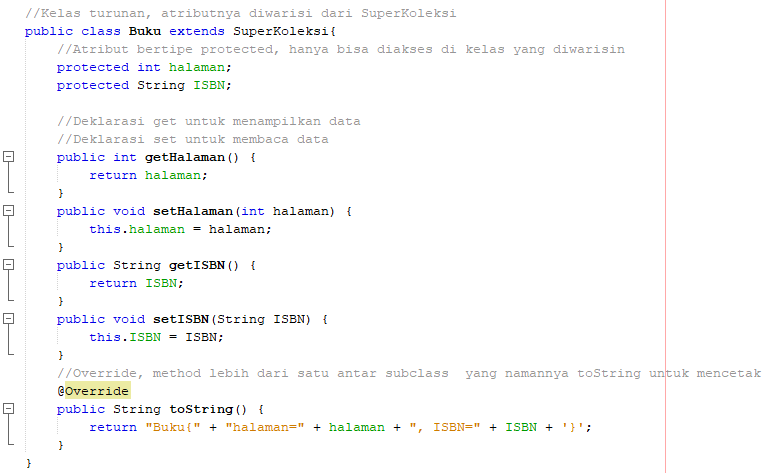 //Kelas turunan, atributnya diwarisi dari SuperKoleksi
public class Buku extends SuperKoleksi{
//Atribut bertipe protected, hanya bisa diakses di kelas yang diwarisin
protected int halaman;
protected String ISBN;
//Deklarasi get untuk menampilkan data
//Deklarasi set untuk membaca data
public int getHalaman() {
return halaman;
}
public void setHalaman(int halaman) {
this.halaman = halaman;
}
public String getISBN() {
return ISBN;
}
public void setISBN(String ISBN) {
this.ISBN = ISBN;
}
//Override, method lebih dari satu antar subclass  yang namannya toString untuk mencetak
@Override
public String toString() {
return "Buku{" + "halaman=" + halaman + ", ISBN=" + ISBN + '}';
}
}